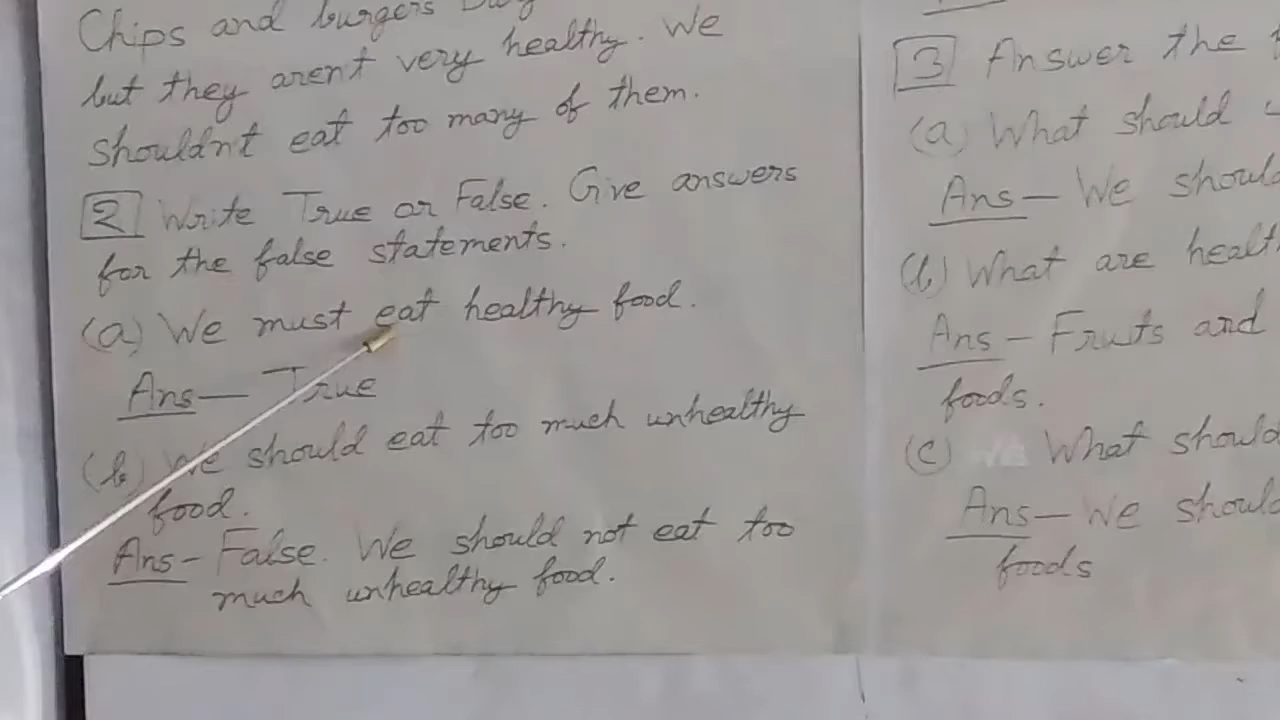 Chips and burgers
but they aren't very healthy. We
shouldn't eat too many of them.
2 Write True or False. Give answers
for the false statements.
(a) We must eat healthy food.
Ans— True
(b) We should eat too much unhealthy
food.
Ans- False. We should not eat too
much unhealthy food.
3 Answer the
(a) What should
Ans— We should
(b) What are
Ans- Fruits and
foods.
(c) What should
Ans— We should
foods